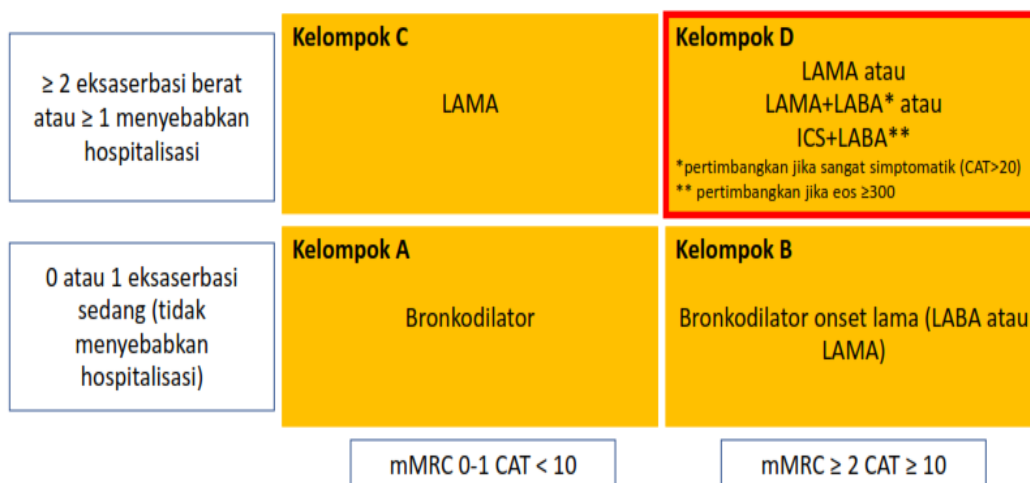 ≥ 2 eksaserbasi berat
atau ≥ 1 menyebabkan
hospitalisasi
Kelompok C
LAMA
Kelompok D
LAMA atau
LAMA+LABA* atau
ICS+LABA**
*pertimbangkan jika sangat simptomatik (CAT>20)
** pertimbangkan jika eos ≥300
0 atau 1 eksaserbasi
sedang (tidak
menyebabkan
hospitalisasi)
Kelompok A
Bronkodilator
Kelompok B
Bronkodilator onset lama (LABA atau
LAMA)
mMRC 0-1 CAT < 10
mMRC ≥ 2 CAT ≥ 10